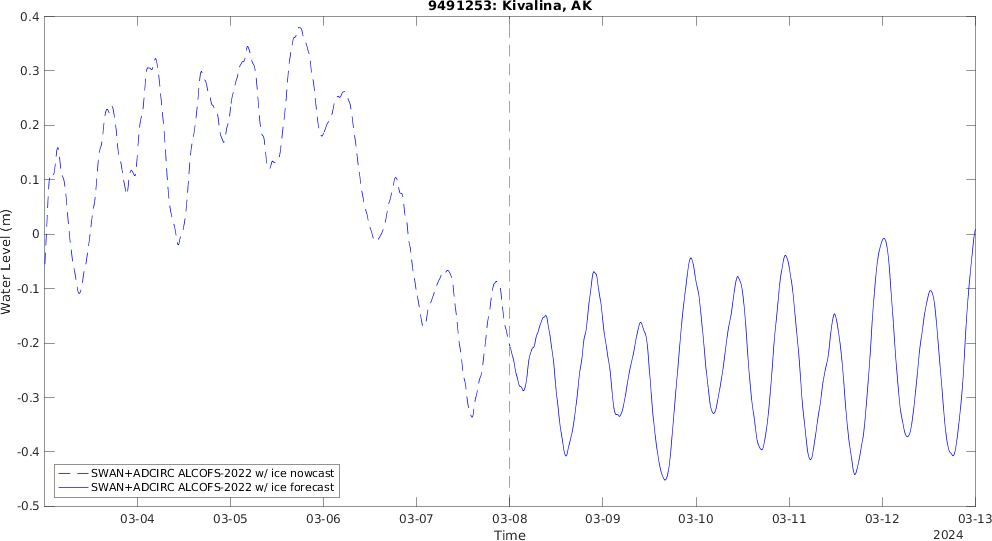 9491253: Kivalina, AK
0.4
0.3
0.2
0.1
0
-0.1
-0.2
-0.3
-0.4
-0.5
Water Level (m)
SWAN+ADCIRC ALCOFS-2022 w/ ice nowcast
SWAN+ADCIRC ALCOFS-2022 w/ ice forecast
03-04 03-05 03-06 03-07 03-08 03-09 03-10 03-11 03-12 03-13
Time
2024